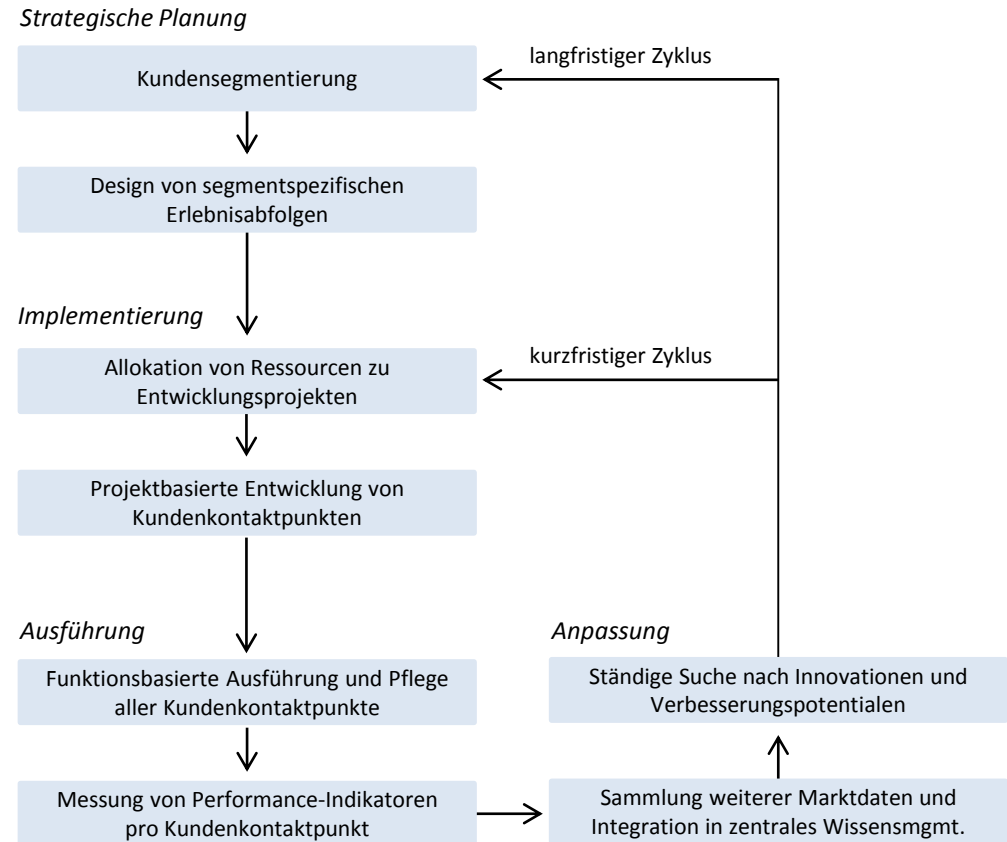 Strategische Planung
Kundensegmentierung
langfristiger Zyklus
Design von segmentspezifischen
Erlebnisabfolgen
Implementierung
Allokation von Ressourcen zu
Entwicklungsprojekten
kurzfristiger Zyklus
Projektbasierte Entwicklung von
Kundenkontaktpunkten
Ausführung
Funktionsbasierte Ausführung und Pflege
aller Kundenkontaktpunkte
Messung von Performance-Indikatoren
pro Kundenkontaktpunkt
Anpassung
Ständige Suche nach Innovationen und
Verbesserungspotentialen
Sammlung weiterer Marktdaten und
Integration in zentrales Wissensmgmt.